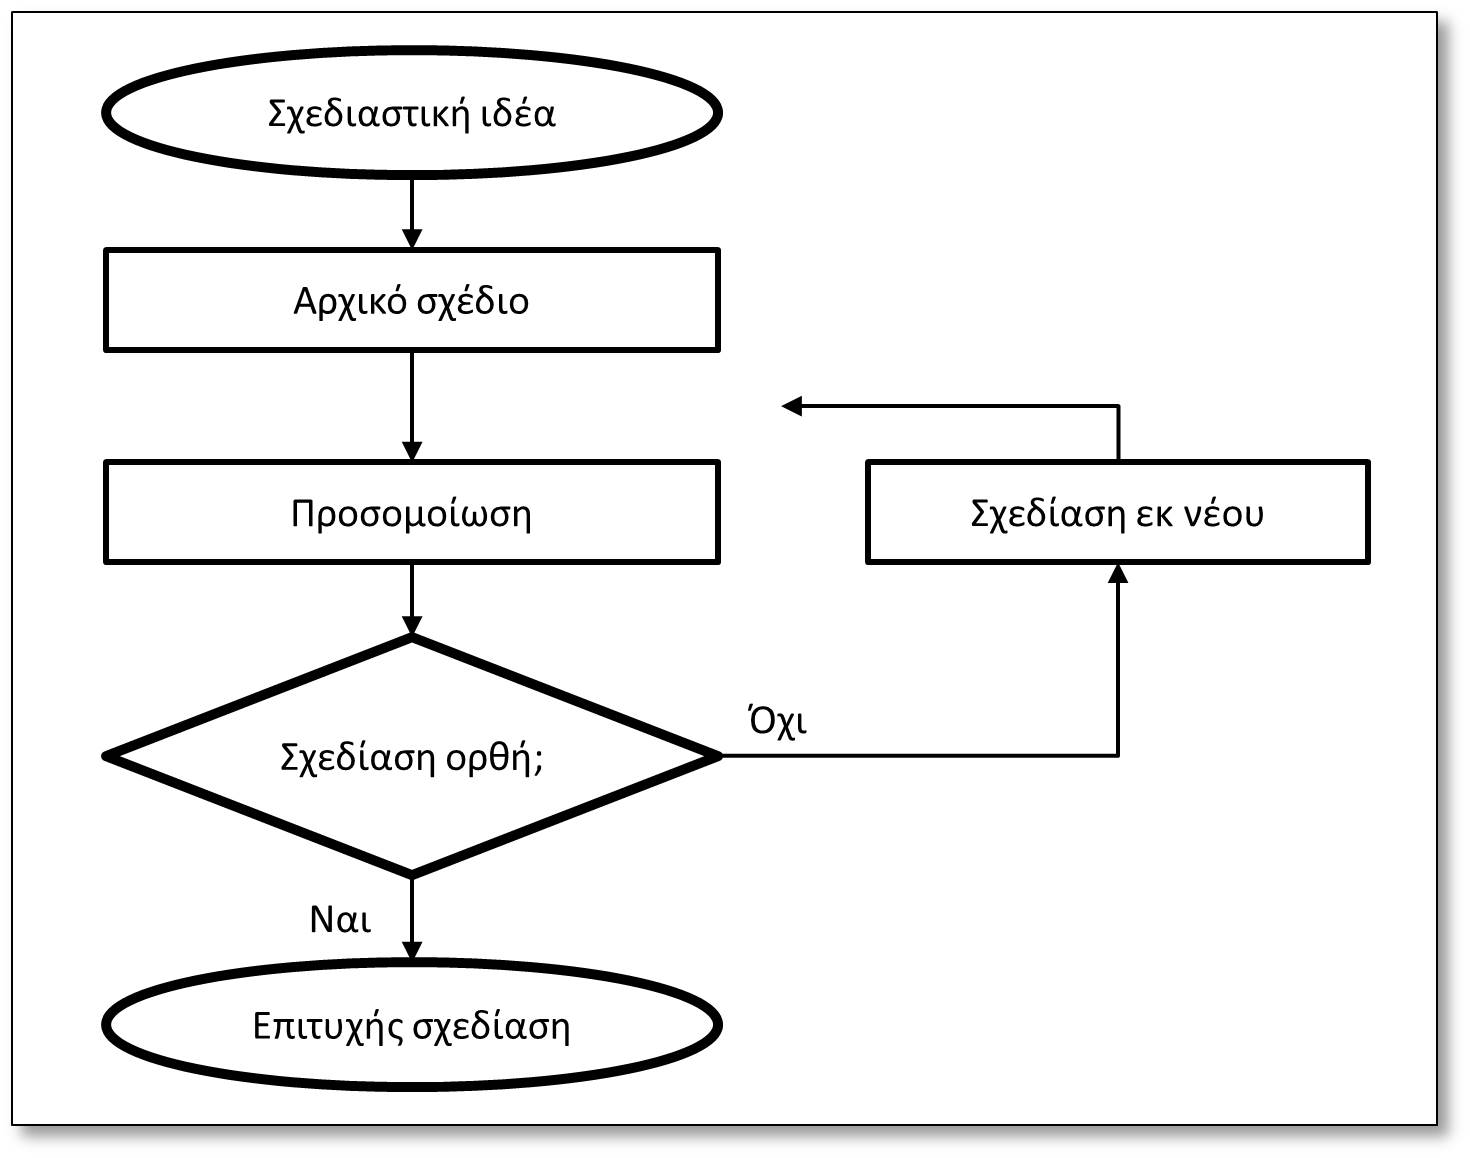 Σχεδιαστική ιδέα
Αρχικό σχέδιο
Προσομοίωση
Σχεδίαση εκ νέου
Σχεδίαση ορθή;
Όχι
Ναι
Επιτυχής σχεδίαση